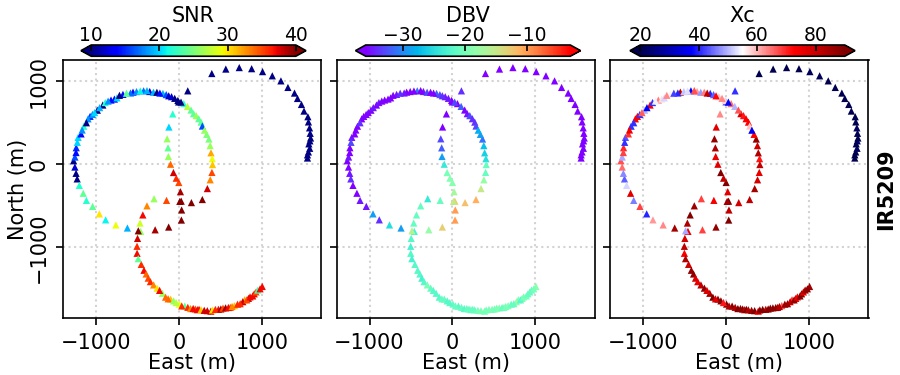 SNR DBV Xc
10 20 30 40 −30 −20 −10 20 40 60 80
1000
0
−1000
North (m)
IR5209
−1000 0 1000 −1000 0 1000 −1000 0 1000
East (m) East (m) East (m)